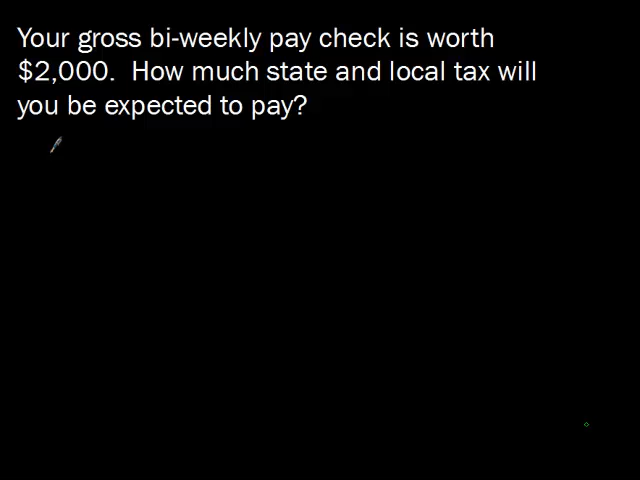 Your gross bi-weekly pay check is worth
$2,000.  How much state and local tax will
you be expected to pay?